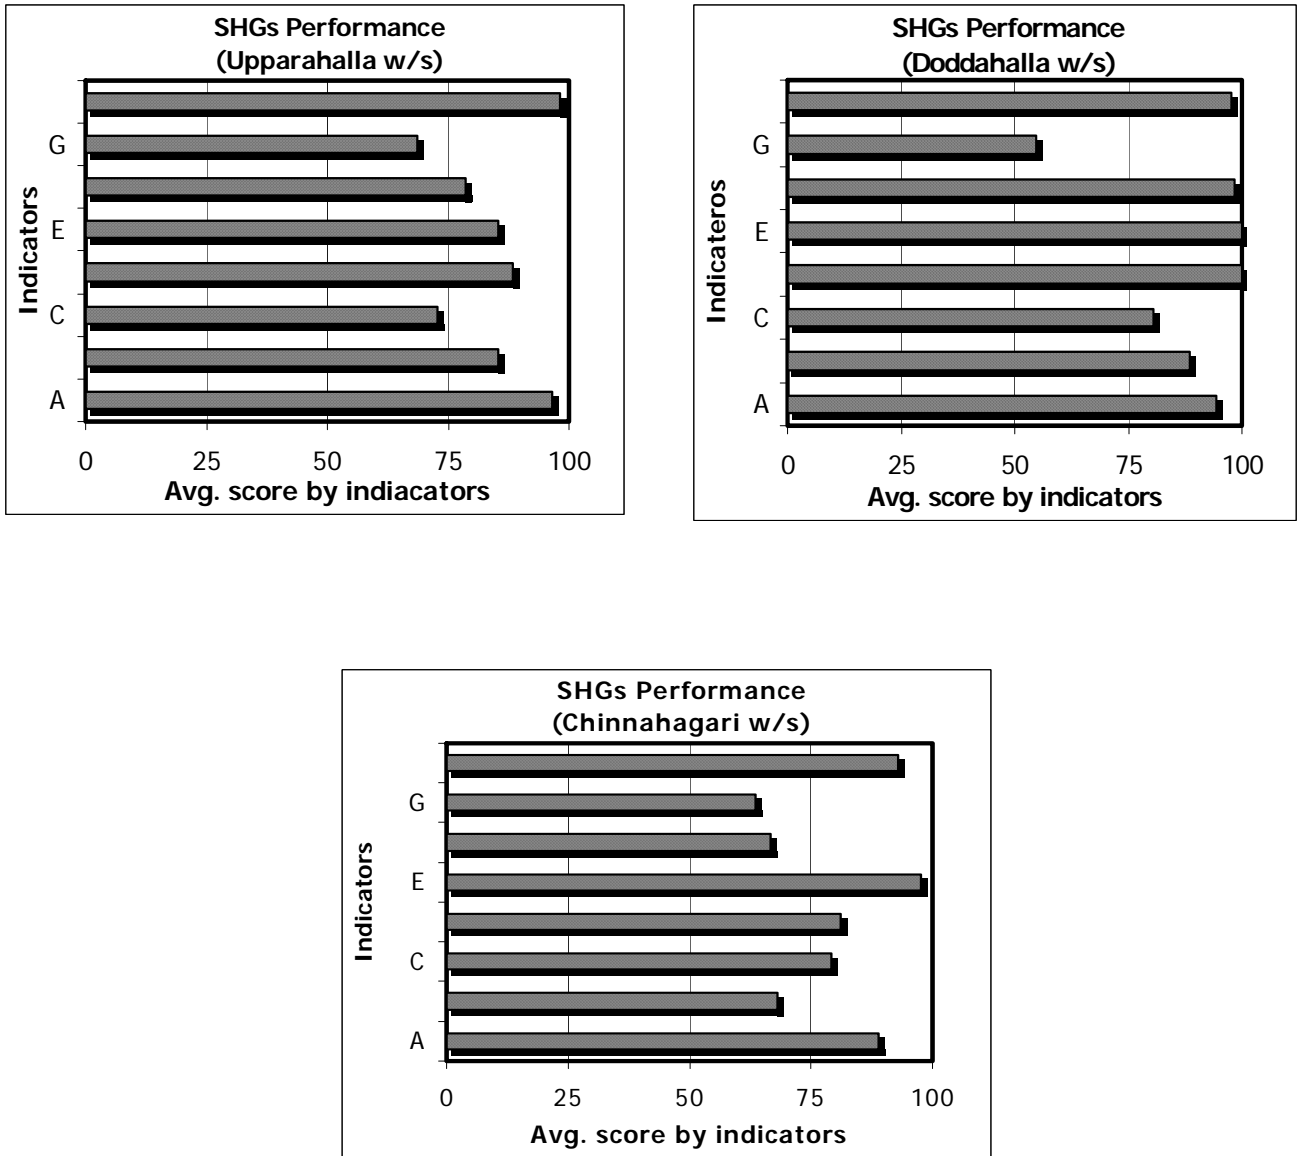 SHGs Performance
(Upparahalla w/s)
G
E
C
A
Indicators
0 25 50 75 100
Avg. score by indiacators
SHGs Performance
(Doddahalla w/s)
G
E
C
A
Indicateros
0 25 50 75 100
Avg. score by indicators
SHGs Performance
(Chinnahagari w/s)
G
E
C
A
Indicators
0 25 50 75 100
Avg. score by indicators